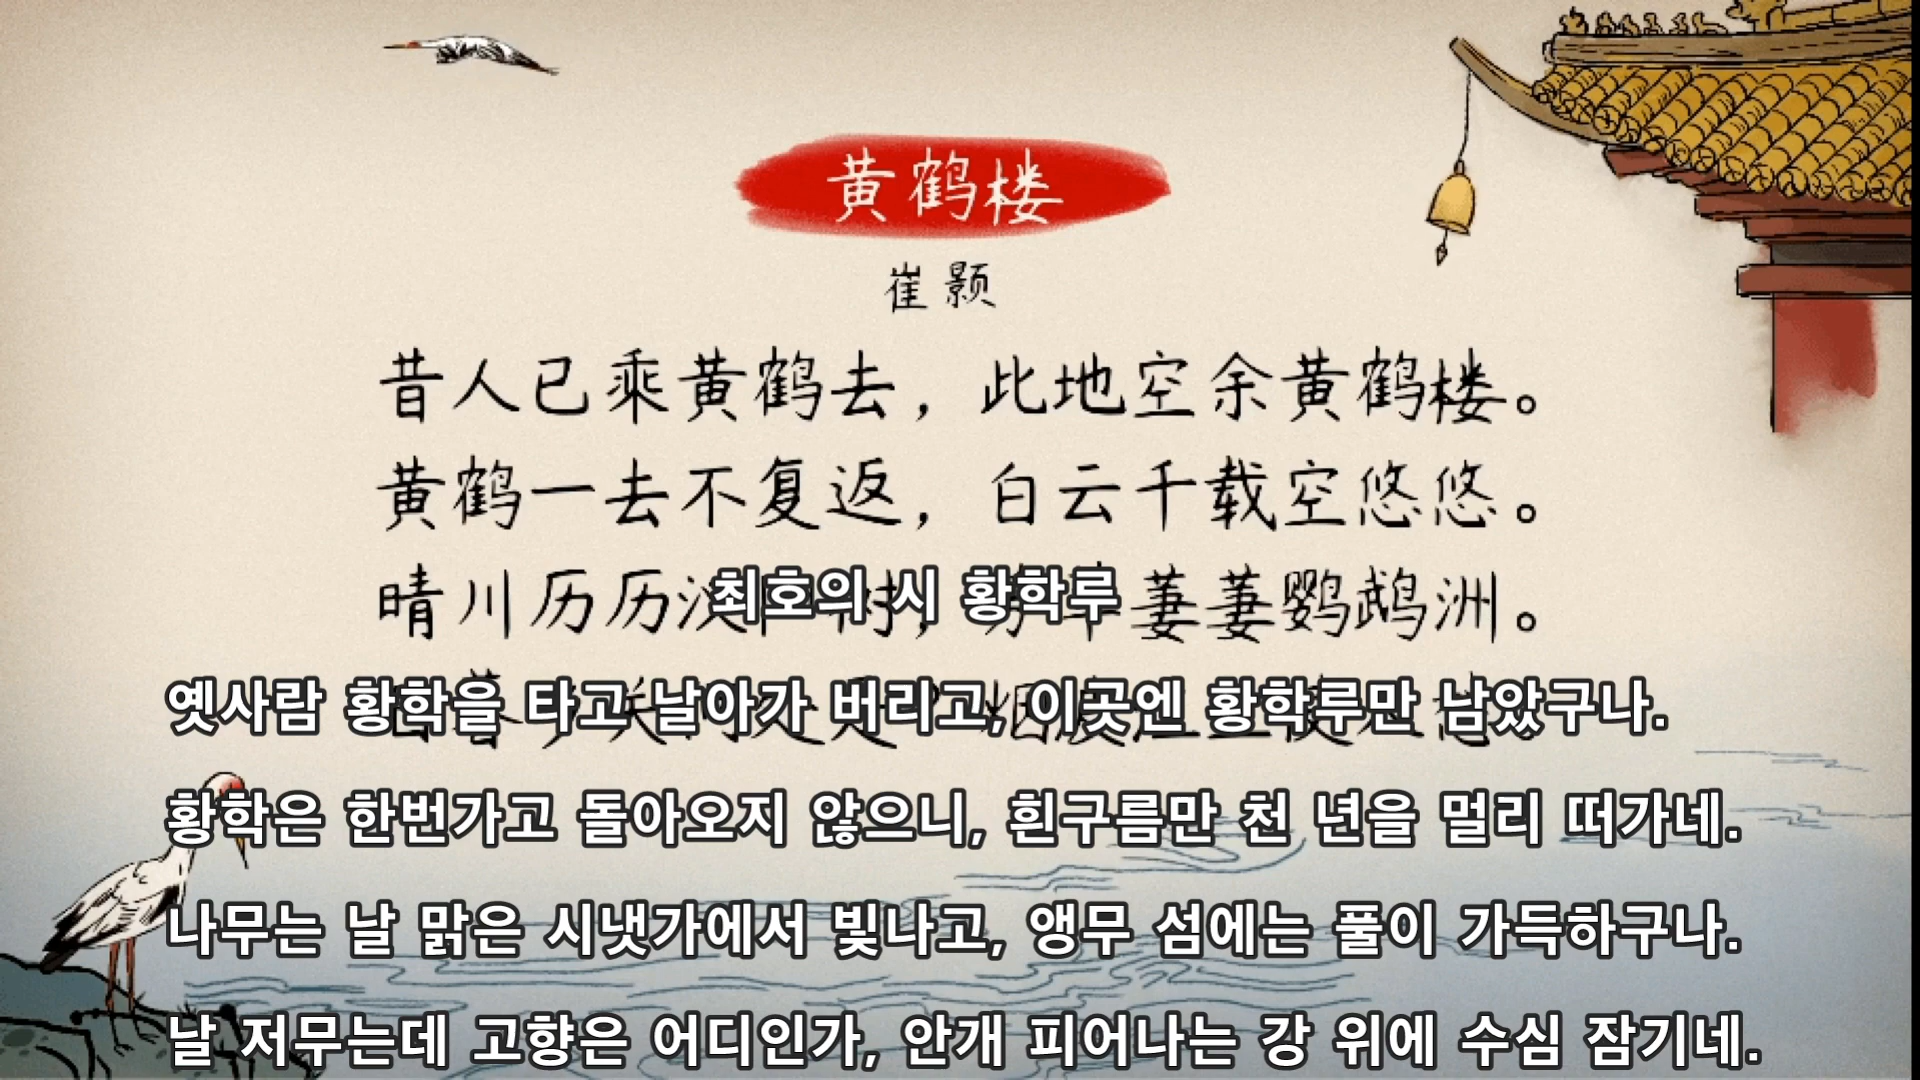 黄鹤楼
崔颢
昔人已乘黄鹤去，此地空余黄鹤楼。
黄鹤一去不复返，白云千载空悠悠。
晴川历历汉 树， 萋萋鹦鹉洲。
최호의 시 황학루
옛사람 황학을 타고 날아가 버리고, 이곳엔 황학루만 남았구나.
황학은 한번가고 돌아오지 않으니, 흰구름만 천 년을 멀리 떠가네.
나무는 날 맑은 시냇가에서 빛나고, 앵무 섬에는 풀이 가득하구나.
날 저무는데 고향은 어디인가, 안개 피어나는 강 위에 수심 잠기네.